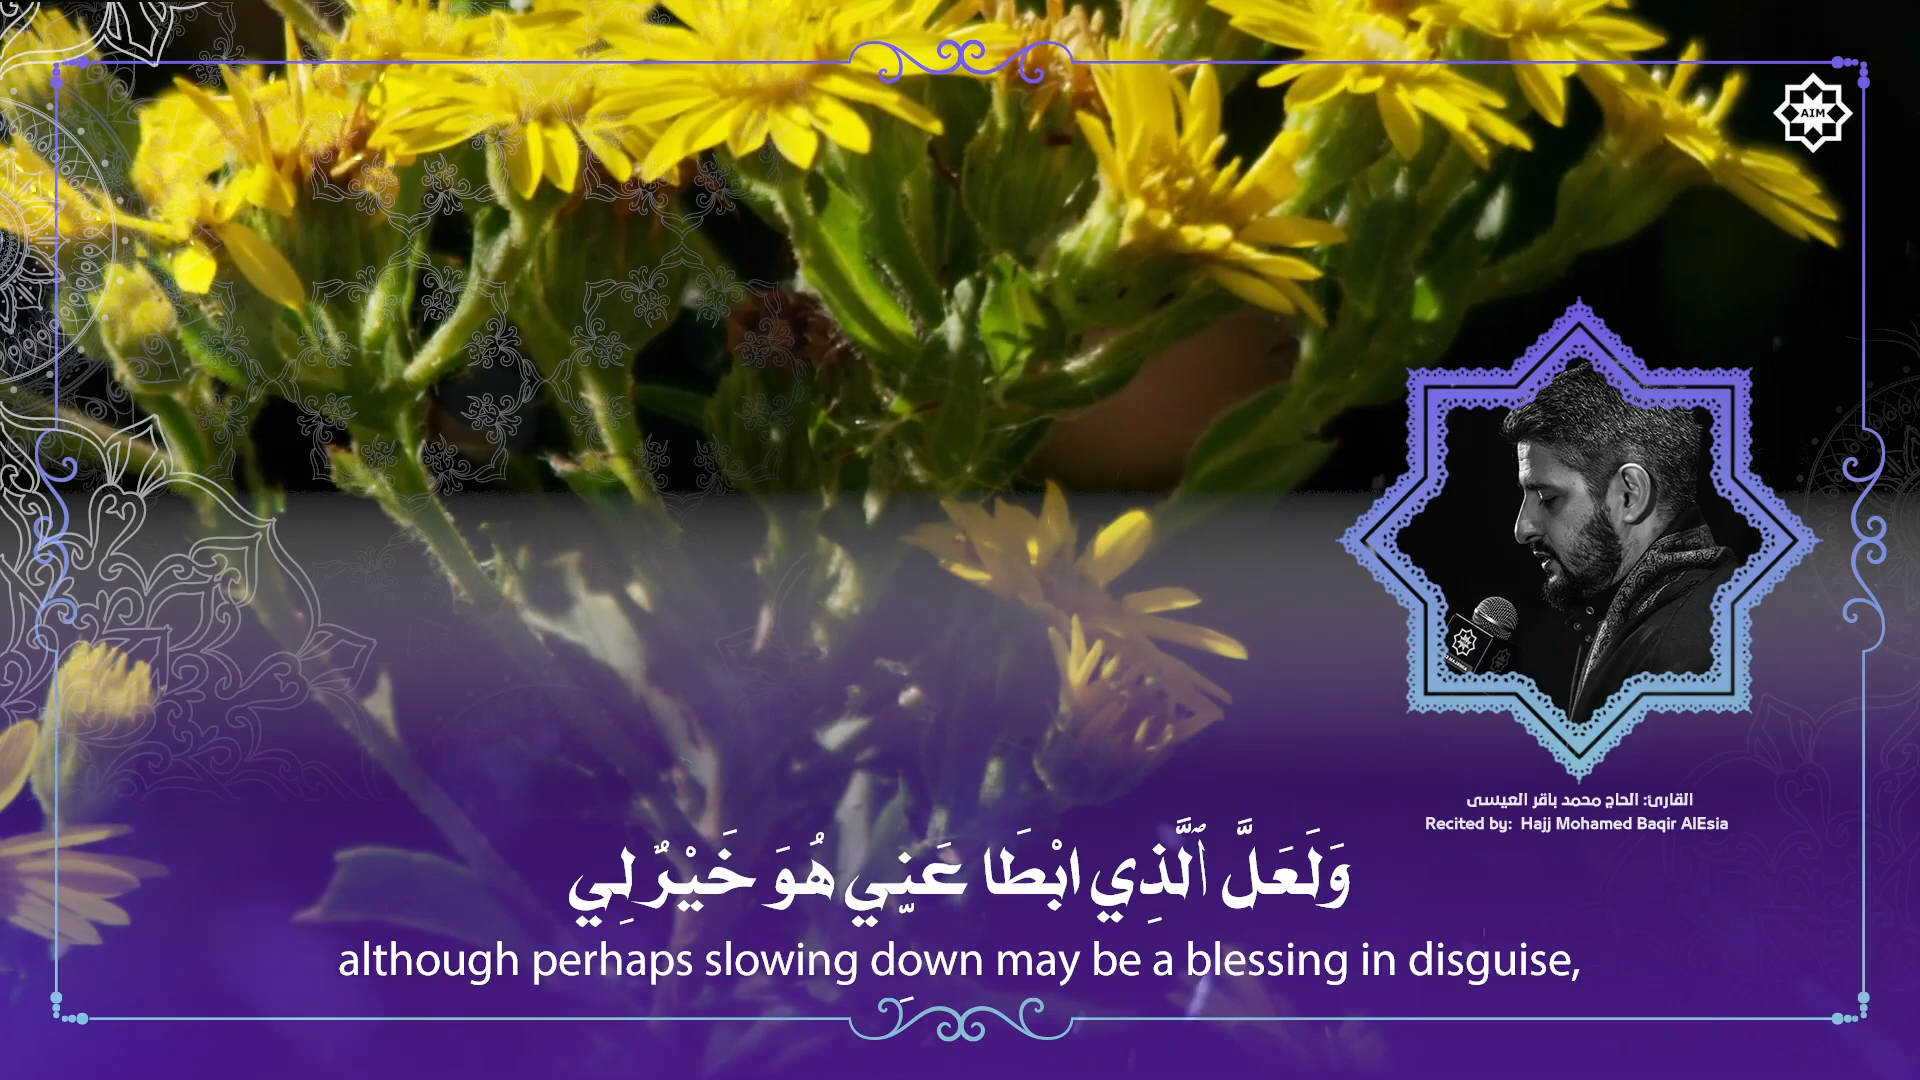 AIM
القارئ: الحاج محمد باقر العيسى
Recited by: Hajj Mohamed Baqir AlEsia
وَلَعَلَّ ٱلَّذِي ابْطَا عَنِّي هُوَ خَيْرٌ لِي
although perhaps slowing down may be a blessing in disguise,